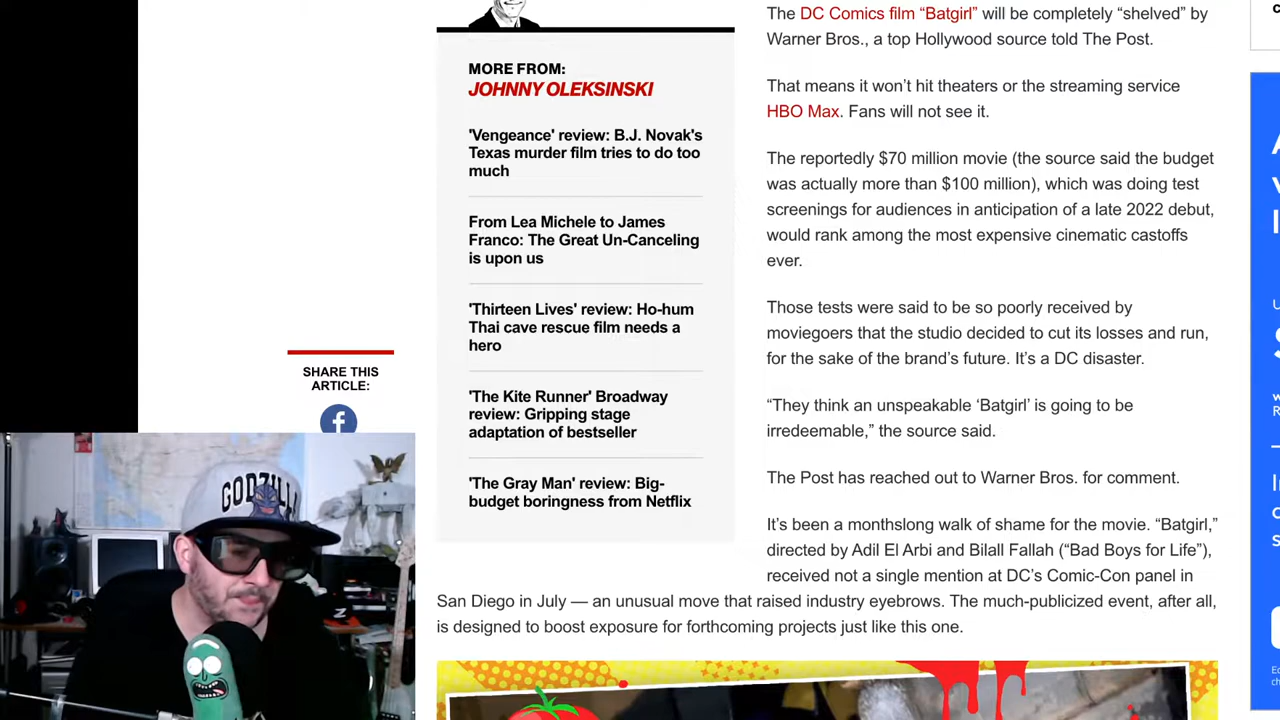 MORE FROM:
JOHNNY OLEKSINSKI
'Vengeance' review: B.J. Novak's
Texas murder film tries to do too
much
From Lea Michele to James
Franco: The Great Un-Canceling
is upon us
'Thirteen Lives' review: Ho-hum
Thai cave rescue film needs a
hero
'The Kite Runner' Broadway
review: Gripping stage
adaptation of bestseller
'The Gray Man' review: Big-
budget boringness from Netflix
The DC Comics film “Batgirl” will be completely “shelved” by
Warner Bros., a top Hollywood source told The Post.
That means it won’t hit theaters or the streaming service
HBO Max. Fans will not see it.
The reportedly $70 million movie (the source said the budget
was actually more than $100 million), which was doing test
screenings for audiences in anticipation of a late 2022 debut,
would rank among the most expensive cinematic castoffs
ever.
Those tests were said to be so poorly received by
moviegoers that the studio decided to cut its losses and run,
for the sake of the brand’s future. It’s a DC disaster.
“They think an unspeakable ‘Batgirl’ is going to be
irredeemable,” the source said.
The Post has reached out to Warner Bros. for comment.
It’s been a monthslong walk of shame for the movie. “Batgirl,”
directed by Adil El Arbi and Bilall Fallah (“Bad Boys for Life”),
received not a single mention at DC’s Comic-Con panel in
San Diego in July — an unusual move that raised industry eyebrows. The much-publicized event, after all,
is designed to boost exposure for forthcoming projects just like this one.
SHARE THIS
ARTICLE:
GODZILLA